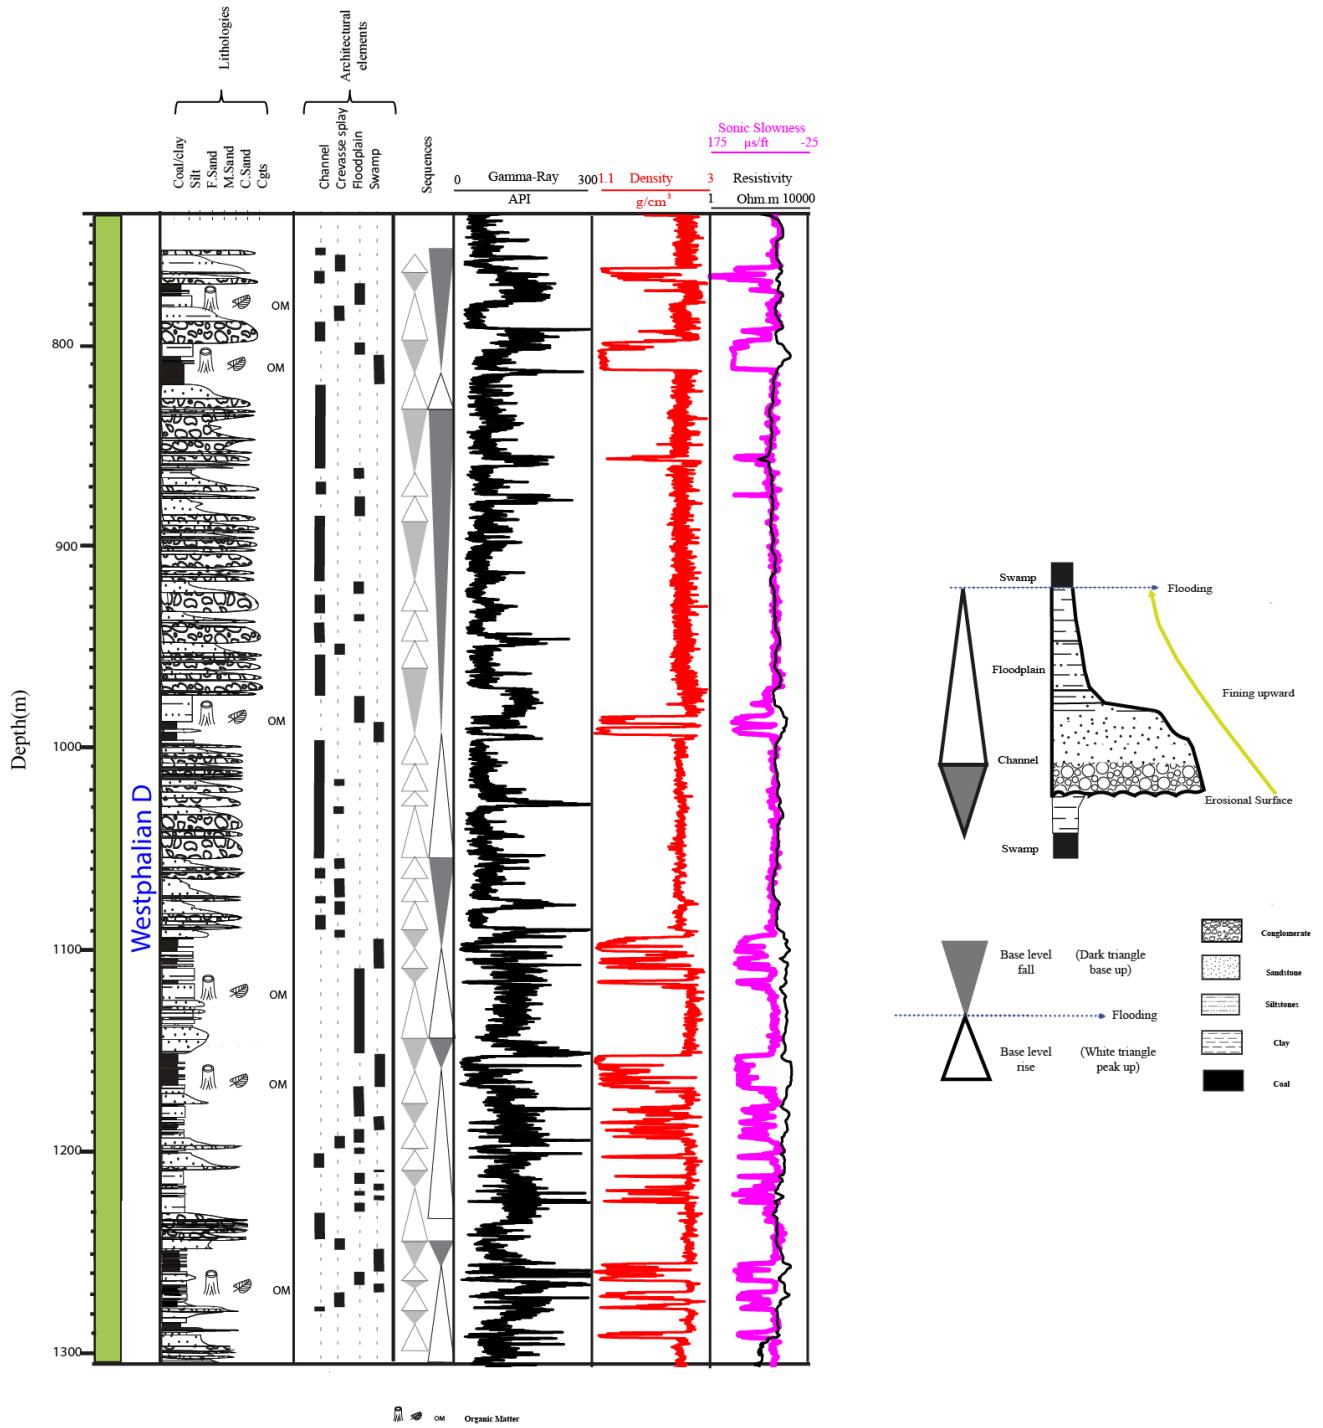 Lithologies
Architectural
elements
Coal/clay
Silt
F.Sand
M.Sand
C.Sand
Cgts
Channel
Crevasse splay
Floodplain
Swamp
Sequences
0 Gamma-Ray 300
API
1.1 Density 3
g/cm³
Sonic Slowness
175 µs/ft -25
Resistivity
1 Ohm.m 10000
Depth(m)
800
900
1000
1100
1200
1300
Westphalian D
OM
OM
OM
OM
OM
OM
Swamp
Flooding
Floodplain
Fining upward
Channel
Erosional Surface
Swamp
Base level
fall
(Dark triangle
base up)
Flooding
Base level
rise
(White triangle
peak up)
Conglomerate
Sandstone
Siltstones
Clay
Coal
OM Organic Matter